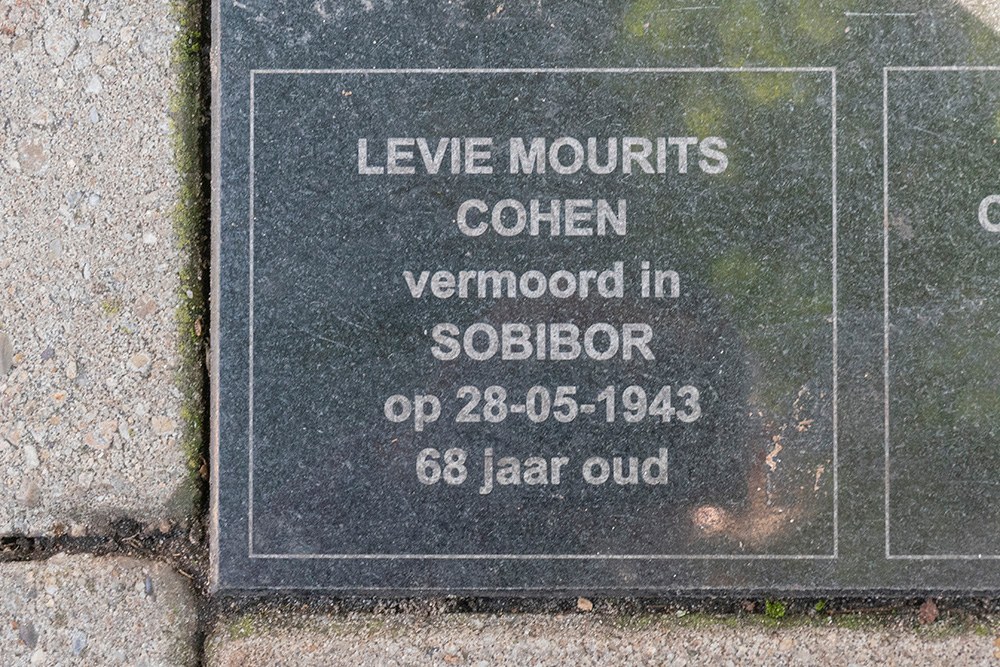 LEVIE MOURITS
COHEN
vermoord in
SOBIBOR
op 28-05-1943
68 jaar oud